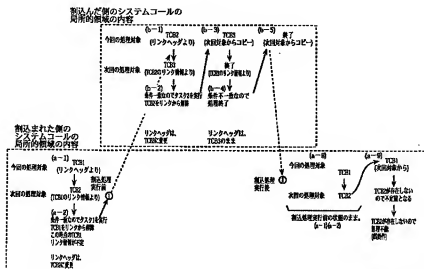 割込んだ側のシステムコールの
局所的領域の内容
(b-1)
(b-3)
(b-5)
今回の処理対象
TCB2
(リンクヘッダより)
TCB3
(次回対象からコピー)
終了
(次回対象からコピー)
次回の処理対象
TCB3
(TCB2のリンク情報より)
終了
(TCB3のリンク情報より)
(b-2)
条件一致なのでタスク2を実行
TCB2をリンクから削除
(b-4)
条件不一致なので
処理終了
リンクヘッダは、
TCB3に変更
リンクヘッダは、
TCB3のまま
割込まれた側の
システムコールの
局所的領域の内容
(a-1)
今回の処理対象
TCB1
(リンクヘッダより)
次回の処理対象
TCB2
(TCB1のリンク情報より)
割込処理
実行前
(a-2)
条件一致なのでタスク1を実行
TCB1をリンクから削除
この時点のTCB1
リンク情報が不定
リンクヘッダは、
TCB2に変更
割込処理
実行後
今回の処理対象
TCB1
次回の処理対象
TCB2
割込処理実行前の状態のまま。
(a-1)(a-2)
TCB2
(次回対象から)
TCB2が存在しない
ので不定値となる
TCB2が存在しないので
管理不能